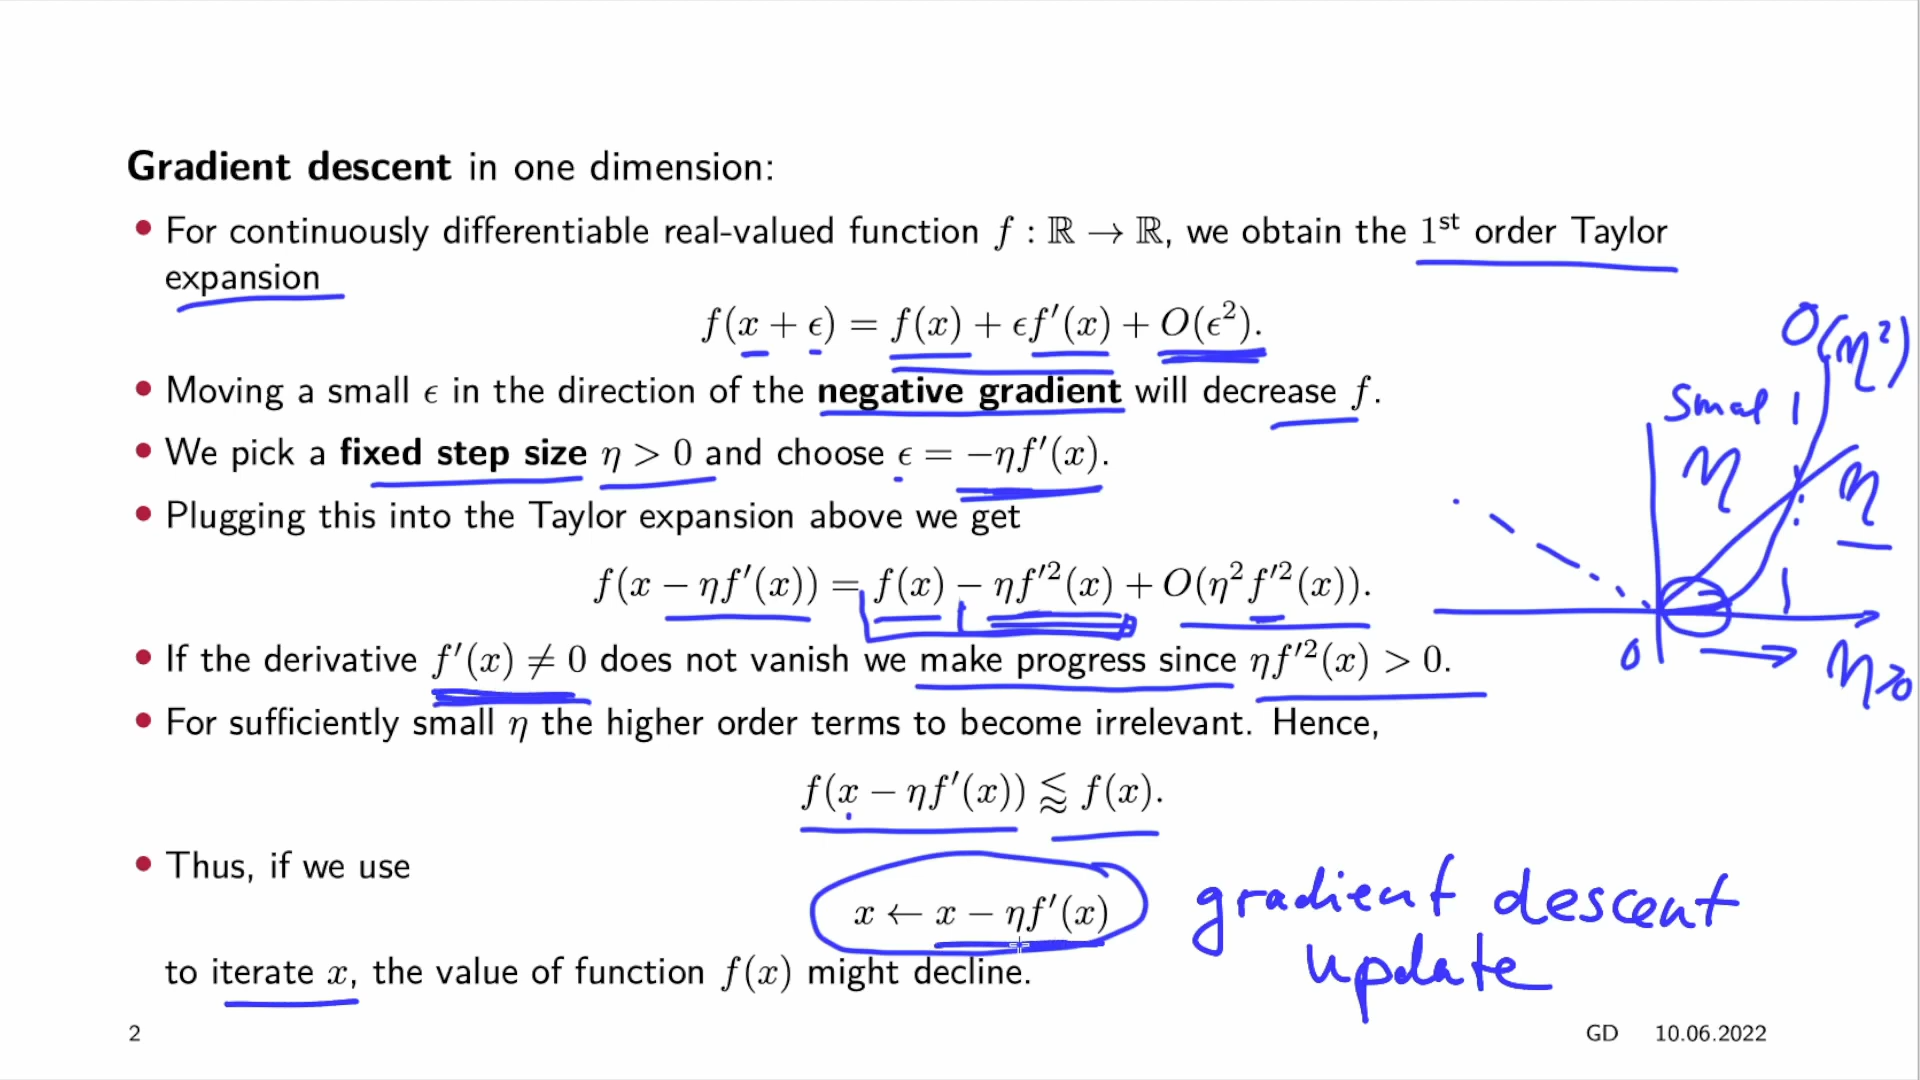 Gradient descent in one dimension:
• For continuously differentiable real-valued function f : ℝ → ℝ, we obtain the 1st order Taylor
expansion
f(x + ϵ) = f(x) + ϵf′(x) + O(ϵ²).
O(η²)
• Moving a small ϵ in the direction of the negative gradient will decrease f.
small
• We pick a fixed step size η > 0 and choose ϵ = −ηf′(x).
η
η
• Plugging this into the Taylor expansion above we get
f(x − ηf′(x)) = f(x) − ηf′²(x) + O(η²f′²(x)).
• If the derivative f′(x) ≠ 0 does not vanish we make progress since ηf′²(x) > 0.
0
η>0
• For sufficiently small η the higher order terms to become irrelevant. Hence,
f(x − ηf′(x)) ⪅ f(x).
• Thus, if we use
x ← x − ηf′(x)
gradient descent
update
to iterate x, the value of function f(x) might decline.
2
GD 10.06.2022